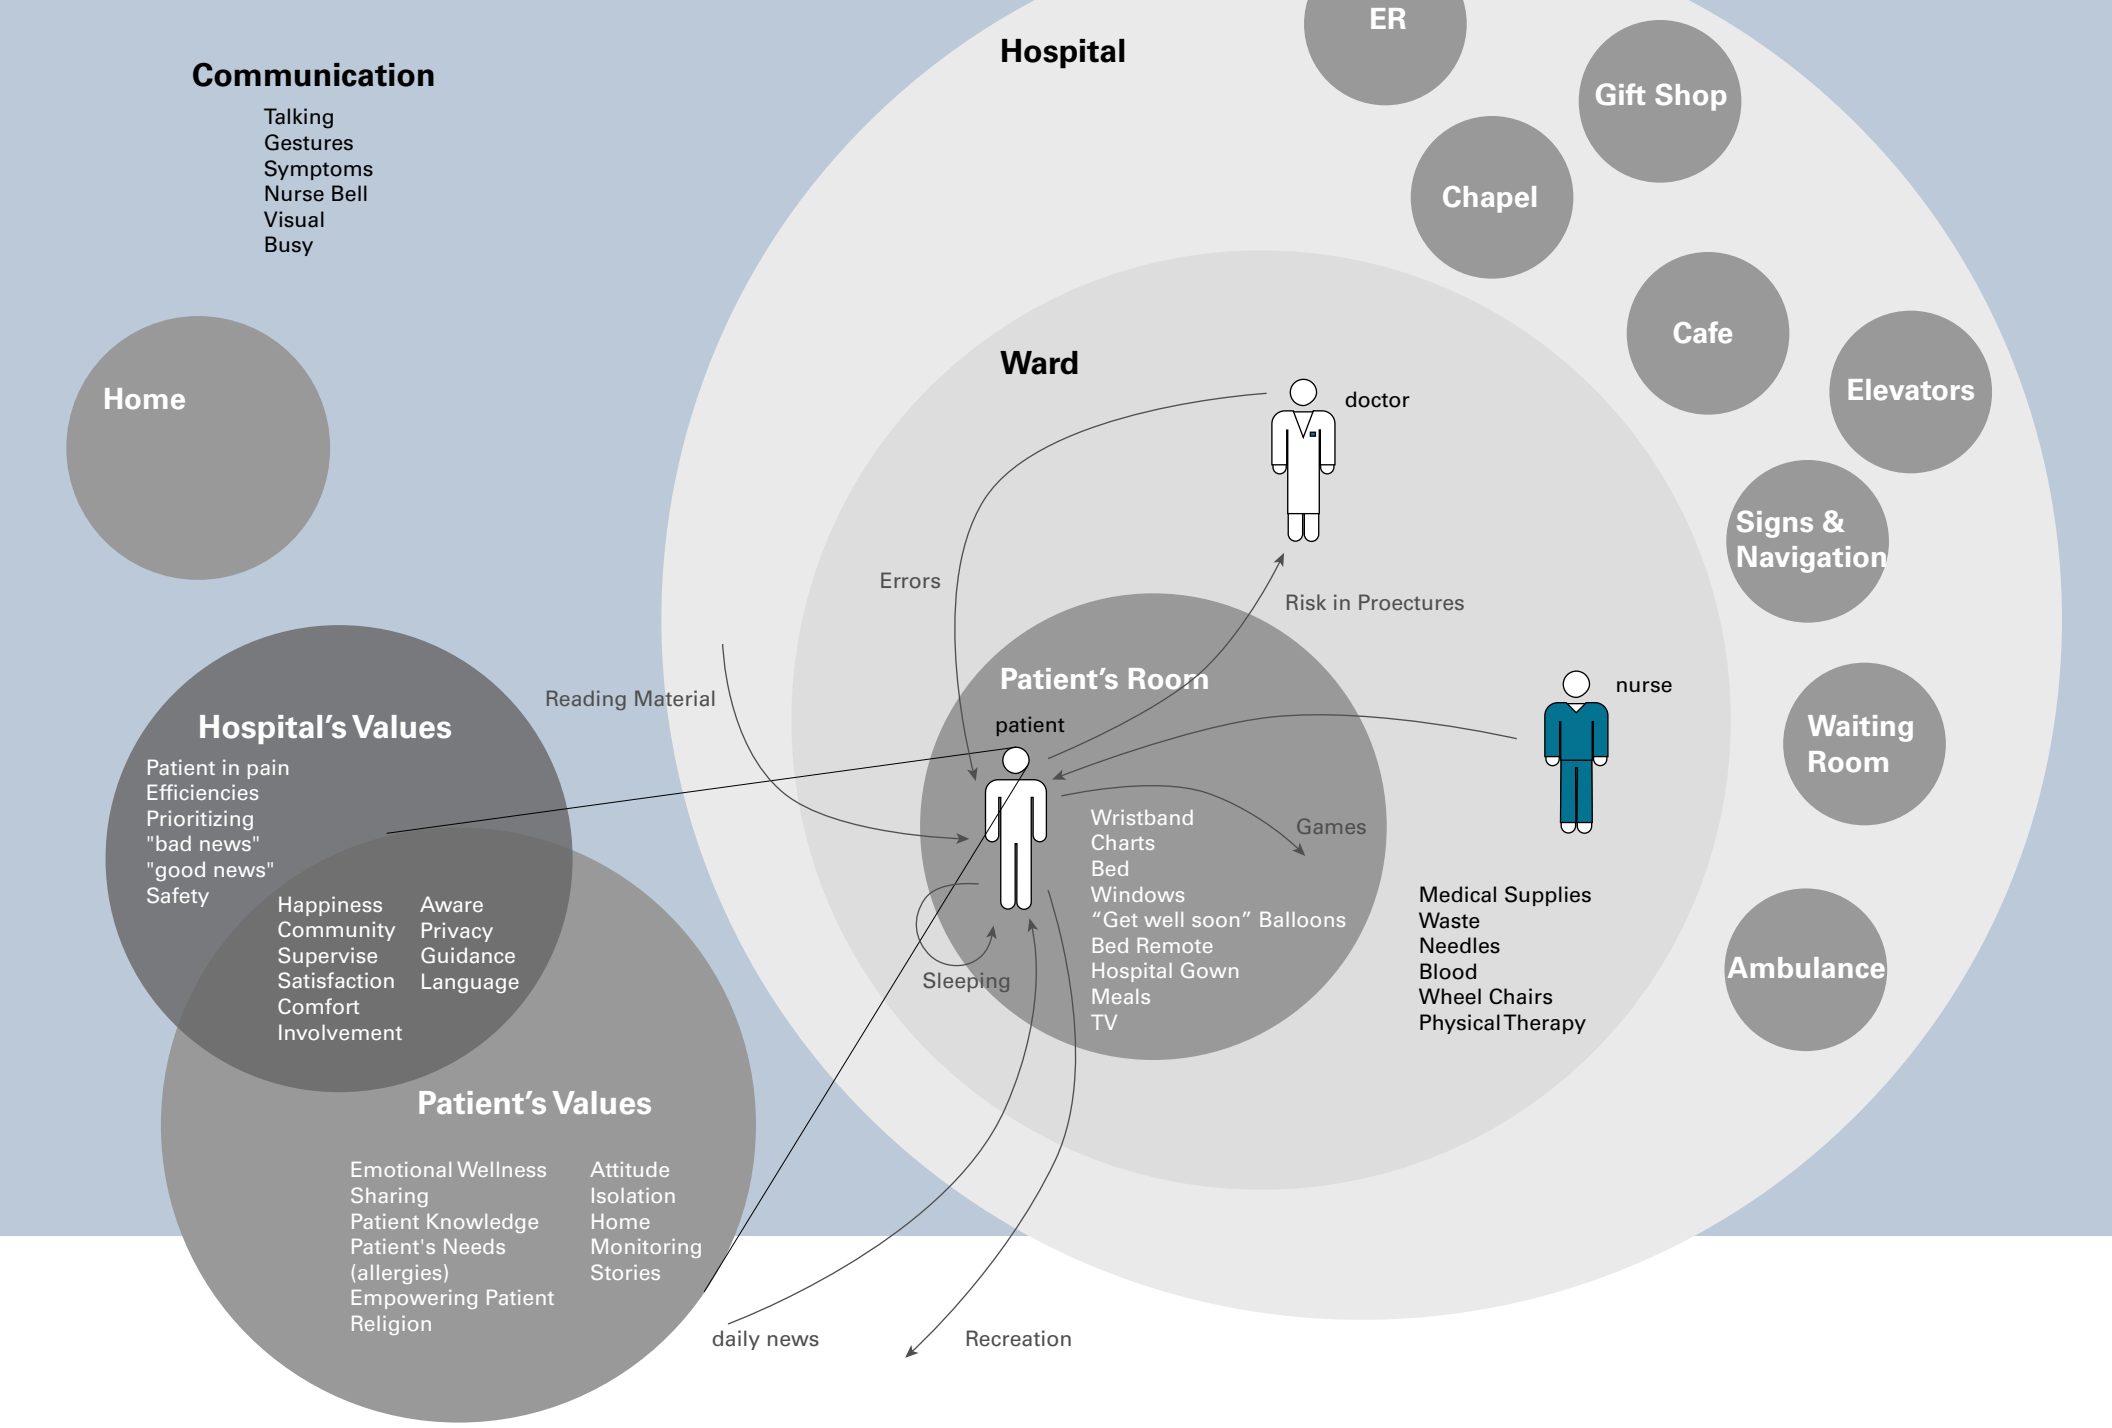 Communication
Talking
Gestures
Symptoms
Nurse Bell
Visual
Busy
Home
Hospital
ER
Gift Shop
Chapel
Cafe
Elevators
Signs &
Navigation
Waiting
Room
Ambulance
Ward
doctor
Errors
Risk in Proectures
Reading Material
Patient's Room
patient
nurse
Wristband
Charts
Bed
Windows
“Get well soon” Balloons
Bed Remote
Hospital Gown
Meals
TV
Games
Sleeping
Medical Supplies
Waste
Needles
Blood
Wheel Chairs
Physical Therapy
Hospital's Values
Patient in pain
Efficiencies
Prioritizing
"bad news"
"good news"
Safety
Happiness
Community
Supervise
Satisfaction
Comfort
Involvement
Aware
Privacy
Guidance
Language
Patient's Values
Emotional Wellness
Sharing
Patient Knowledge
Patient's Needs
(allergies)
Empowering Patient
Religion
Attitude
Isolation
Home
Monitoring
Stories
daily news
Recreation